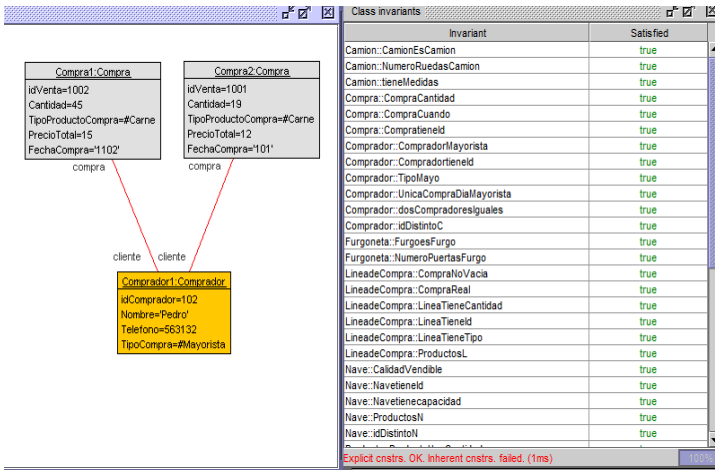 Compra1:Compra
idVenta=1002
Cantidad=45
TipoProductoCompra=#Carne
PrecioTotal=15
FechaCompra='1102'
Compra2:Compra
idVenta=1001
Cantidad=19
TipoProductoCompra=#Carne
PrecioTotal=12
FechaCompra='101'
compra
compra
cliente
cliente
Comprador1:Comprador
idComprador=102
Nombre='Pedro'
Telefono=563132
TipoCompra=#Mayorista
Class invariants
Invariant Satisfied
Camion::CamionEsCamion true
Camion::NumeroRuedasCamion true
Camion::tieneMedidas true
Compra::CompraCantidad true
Compra::CompraCuando true
Compra::CompratieneId true
Comprador::CompradorMayorista true
Comprador::CompradortieneId true
Comprador::TipoMayo true
Comprador::UnicaCompraDiaMayorista true
Comprador::dosCompradoresIguales true
Comprador::idDistintoC true
Furgoneta::FurgoesFurgo true
Furgoneta::NumeroPuertasFurgo true
LineadeCompra::CompraNoVacia true
LineadeCompra::CompraReal true
LineadeCompra::LineaTieneCantidad true
LineadeCompra::LineaTieneId true
LineadeCompra::LineaTieneTipo true
LineadeCompra::ProductosL true
Nave::CalidadVendible true
Nave::NavetieneId true
Nave::Navetienecapacidad true
Nave::ProductosN true
Nave::idDistintoN true
Explicit cnstrs. OK. Inherent cnstrs. failed. (1ms) 100%